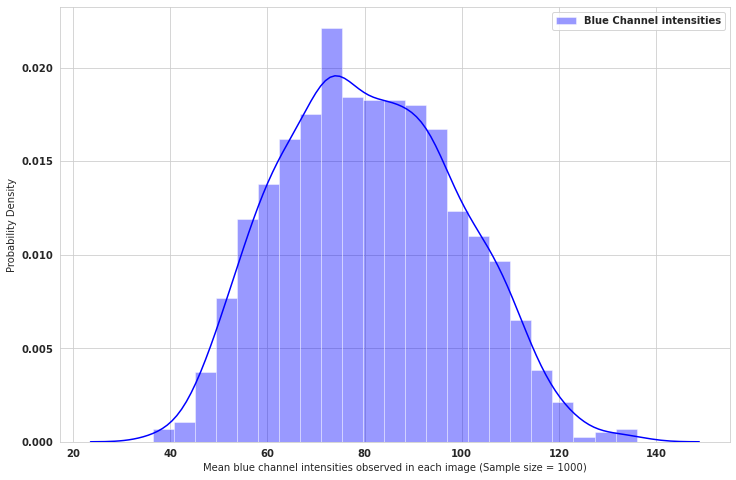 Blue Channel intensities
0.020
0.015
0.010
0.005
0.000
Probability Density
20 40 60 80 100 120 140
Mean blue channel intensities observed in each image (Sample size = 1000)